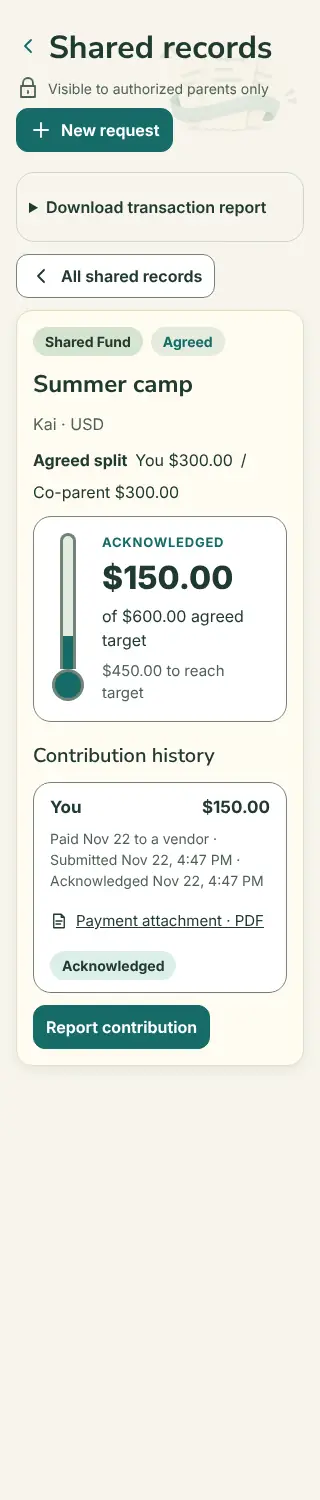 Shared records
Visible to authorized parents only
New request
Download transaction report
All shared records
Shared Fund Agreed
Summer camp
Kai · USD
Agreed split You $300.00 /
Co-parent $300.00
ACKNOWLEDGED
$150.00
of $600.00 agreed
target
$450.00 to reach
target
Contribution history
You $150.00
Paid Nov 22 to a vendor ·
Submitted Nov 22, 4:47 PM ·
Acknowledged Nov 22, 4:47 PM
Payment attachment · PDF
Acknowledged
Report contribution